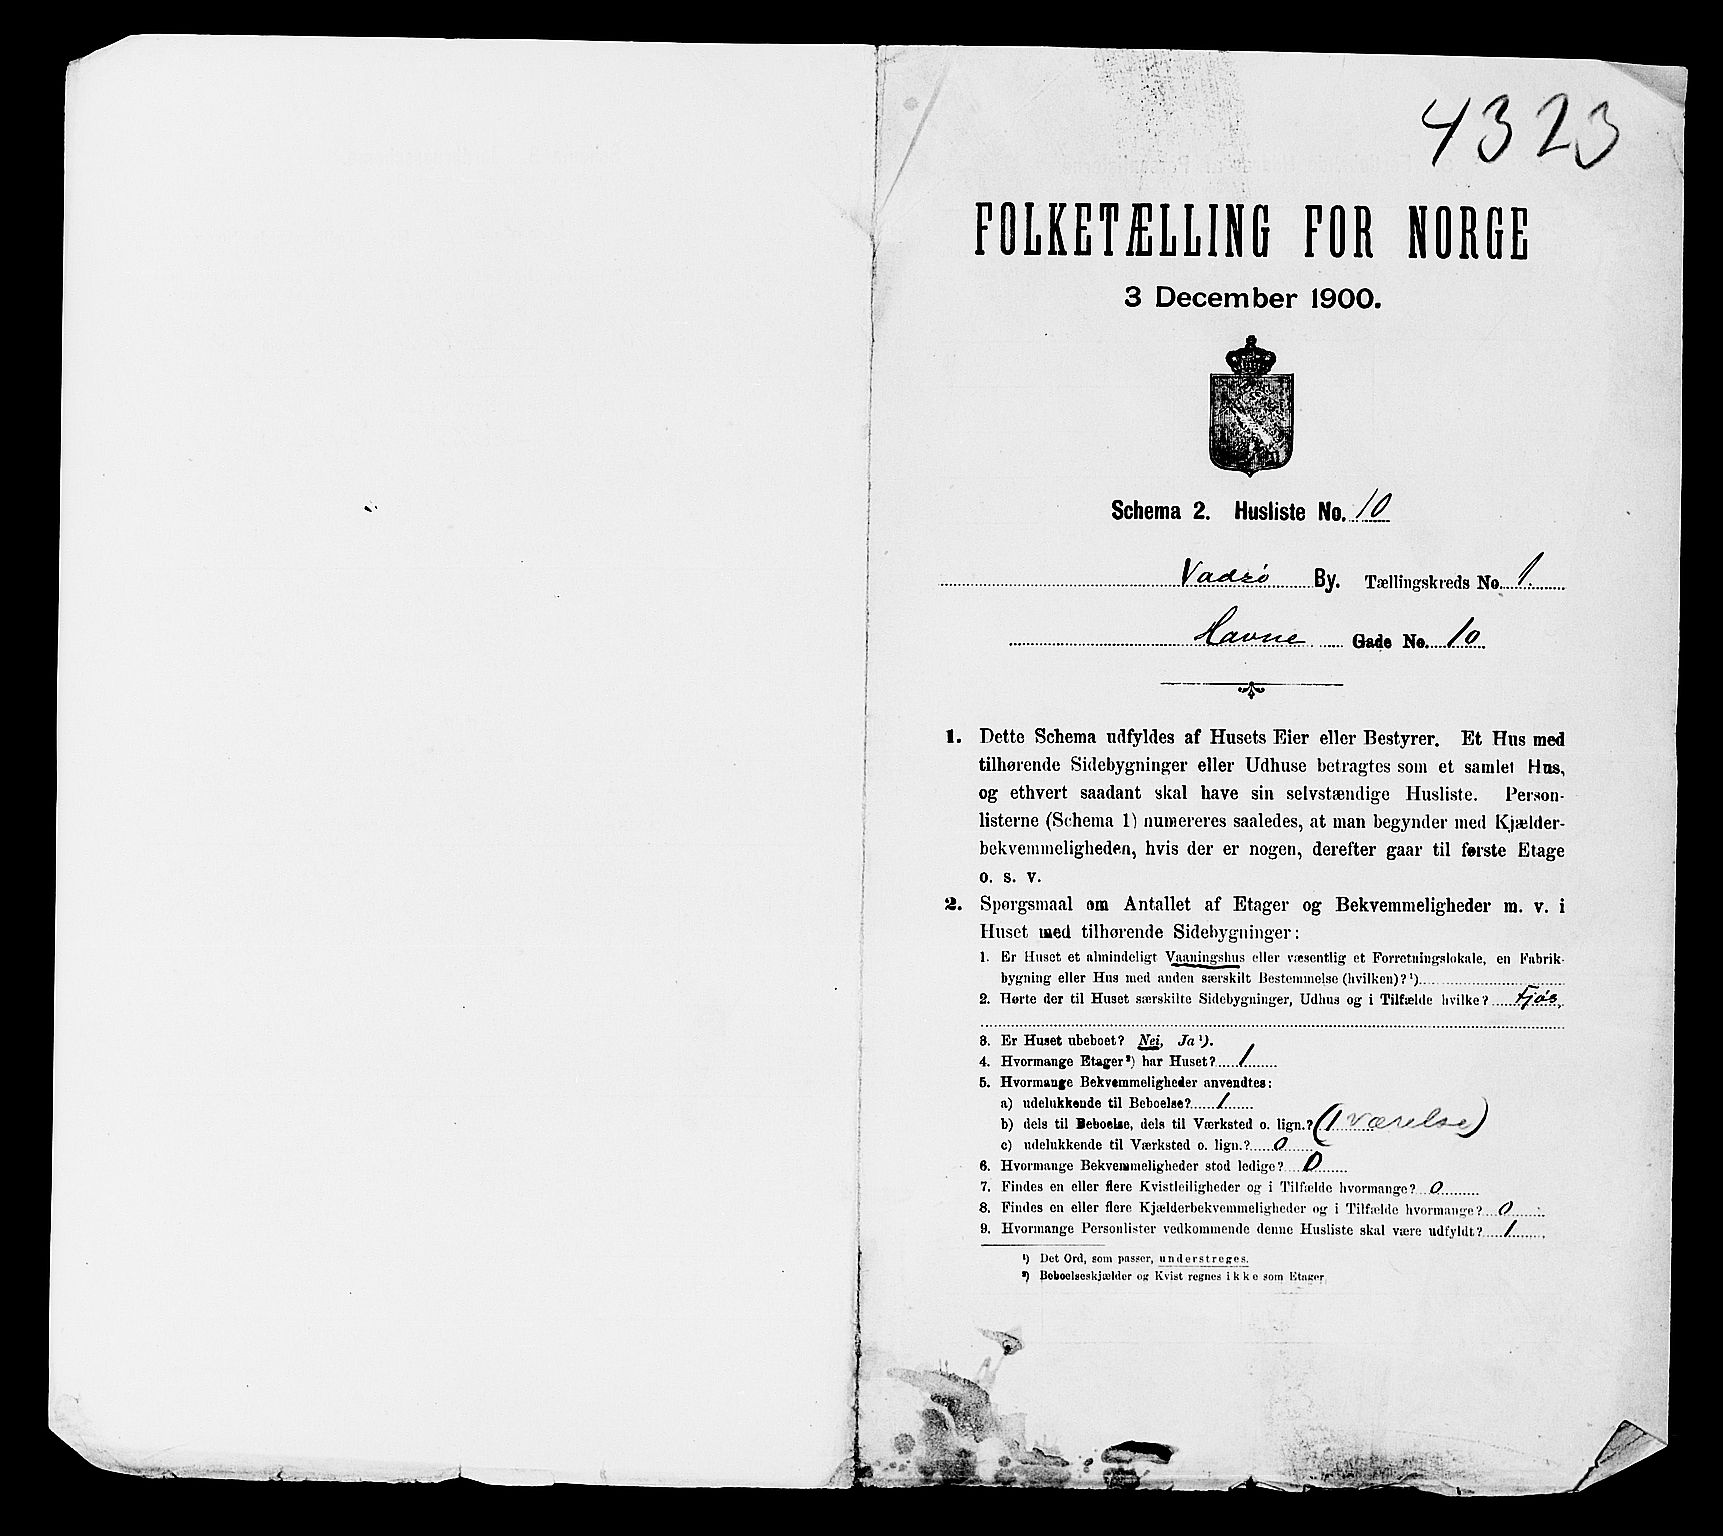 4323
FOLKETÆLLING FOR NORGE
3 December 1900.
Schema 2. Husliste No. 10
Vadsø By. Tællingskreds No. 1.
Havne Gade No. 10
1. Dette Schema udfyldes af Husets Eier eller Bestyrer. Et Hus med
tilhørende Sidebygninger eller Udhuse betragtes som et samlet Hus,
og ethvert saadant skal have sin selvstændige Husliste. Person-
listerne (Schema 1) numereres saaledes, at man begynder med Kjælder-
bekvemmeligheden, hvis der er nogen, derefter gaar til første Etage
o. s. v.
2. Spørgsmaal om Antallet af Etager og Bekvemmeligheder m. v. i
Huset med tilhørende Sidebygninger:
1. Er Huset et almindeligt Vaaningshus eller væsentlig et Forretningslokale, en Fabrik-
bygning eller Hus med anden særskilt Bestemmelse (hvilken)? ¹)
2. Hørte der til Huset særskilte Sidebygninger, Udhus og i Tilfælde hvilke? Fjøs.
3. Er Huset ubeboet? Nei, Ja ¹).
4. Hvormange Etager ²) har Huset? 1
5. Hvormange Bekvemmeligheder anvendtes:
a) udelukkende til Beboelse? 1
b) dels til Beboelse, dels til Værksted o. lign.? (1 værelse)
c) udelukkende til Værksted o. lign.? 0
6. Hvormange Bekvemmeligheder stod ledige? 0
7. Findes en eller flere Kvistleiligheder og i Tilfælde hvormange? 0
8. Findes en eller flere Kjælderbekvemmeligheder og i Tilfælde hvormange? 0
9. Hvormange Personlister vedkommende denne Husliste skal være udfyldt? 1
¹) Det Ord, som passer, understreges.
²) Beboelseskjælder og Kvist regnes ikke som Etager.